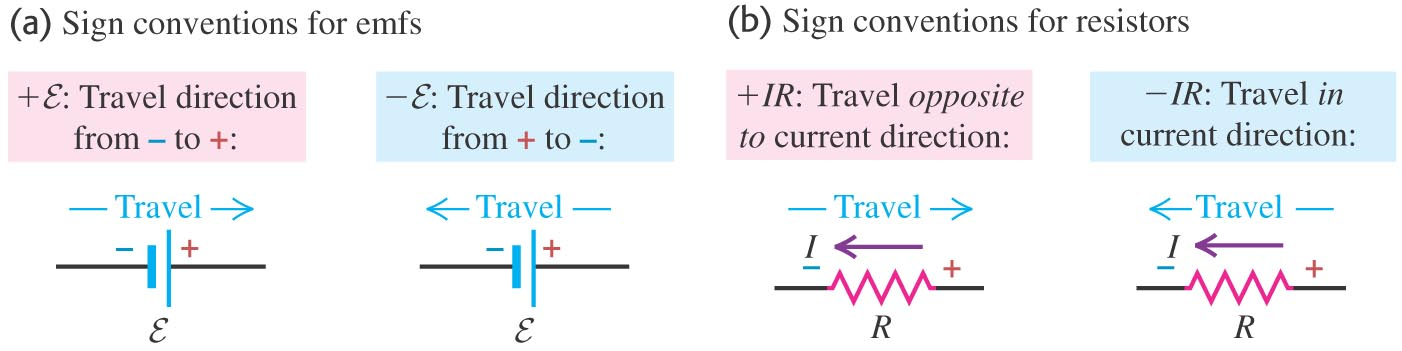 (a) Sign conventions for emfs
+ℰ: Travel direction
from – to +:
Travel
– +
ℰ
−ℰ: Travel direction
from + to –:
Travel
– +
ℰ
(b) Sign conventions for resistors
+IR: Travel opposite
to current direction:
Travel
I
– +
R
−IR: Travel in
current direction:
Travel
I
– +
R